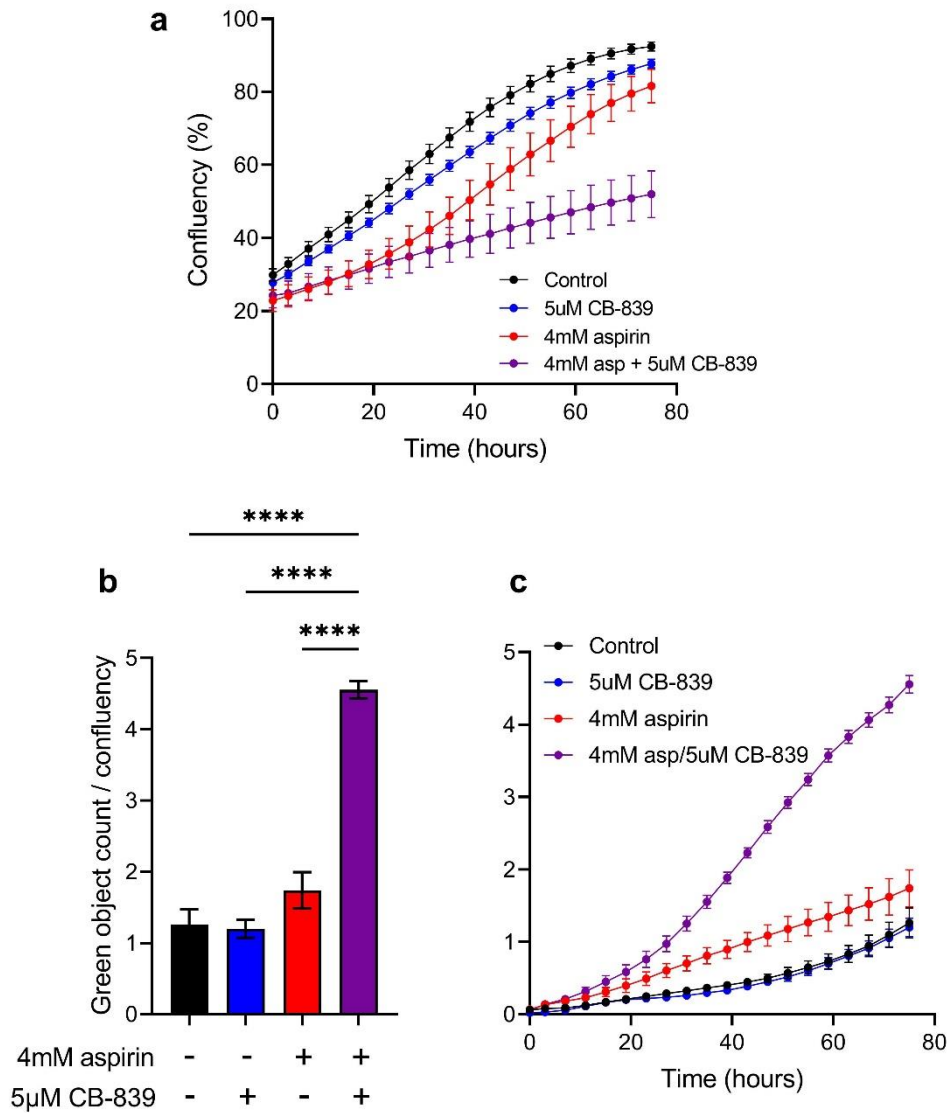 a
Confluency (%)
100
80
60
40
20
0
Control
5uM CB-839
4mM aspirin
4mM asp + 5uM CB-839
0 20 40 60 80
Time (hours)
b
****
****
****
Green object count / confluency
5
4
3
2
1
0
4mM aspirin - - + +
5μM CB-839 - + - +
c
Control
5uM CB-839
4mM aspirin
4mM asp/5uM CB-839
5
4
3
2
1
0
0 20 40 60 80
Time (hours)